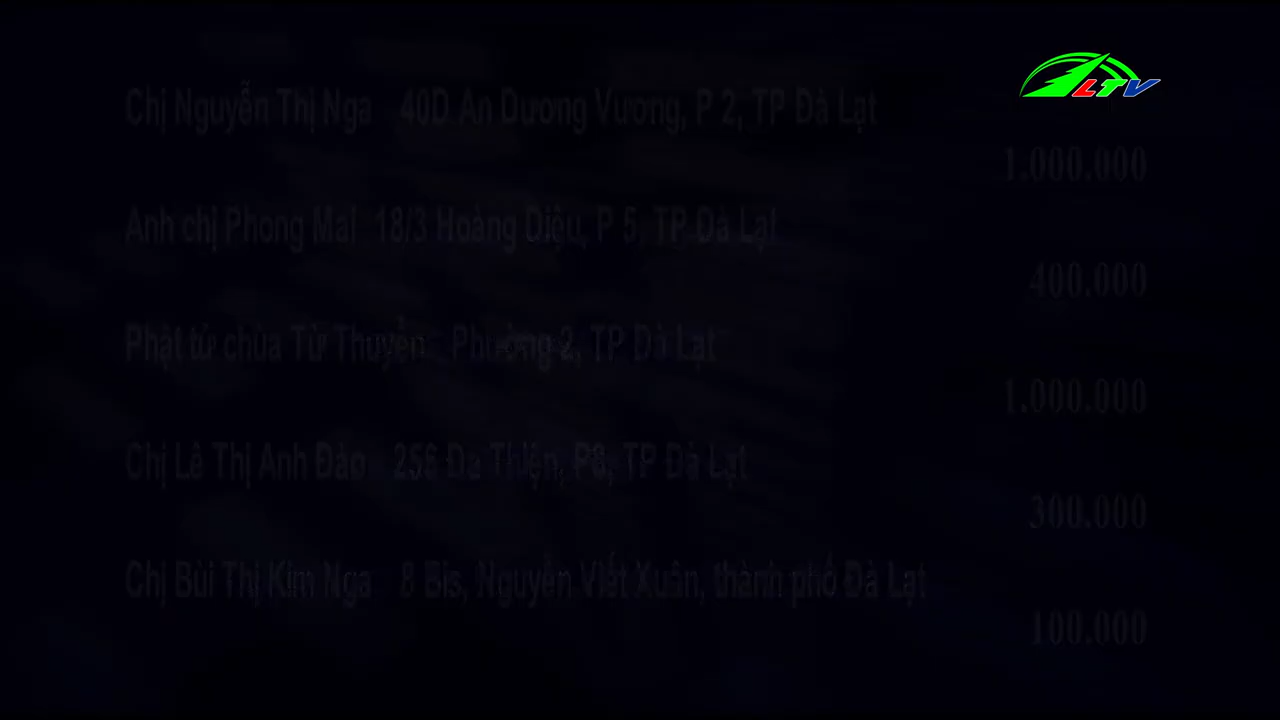 LTV
Chị Nguyễn Thị Nga 40D An Dương Vương, P 2, TP Đà Lạt
1.000.000
Anh chị Phong Mai 18/3 Hoàng Diệu, P 5, TP Đà Lạt
400.000
Phật tử chùa Từ Thuyền Phường 2, TP Đà Lạt
1.000.000
Chị Lê Thị Anh Đào 256 Đa Thiện, P8, TP Đà Lạt
300.000
Chị Bùi Thị Kim Nga 8 Bis, Nguyễn Viết Xuân, thành phố Đà Lạt
100.000